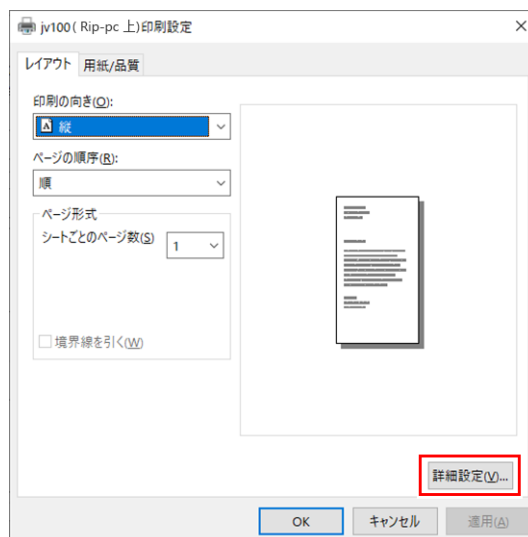 jv100(Rip-pc 上)印刷設定
レイアウト 用紙/品質
印刷の向き(O):
縦
ページの順序(R):
順
ページ形式
シートごとのページ数(S) 1
境界線を引く(W)
詳細設定(V)...
OK キャンセル 適用(A)